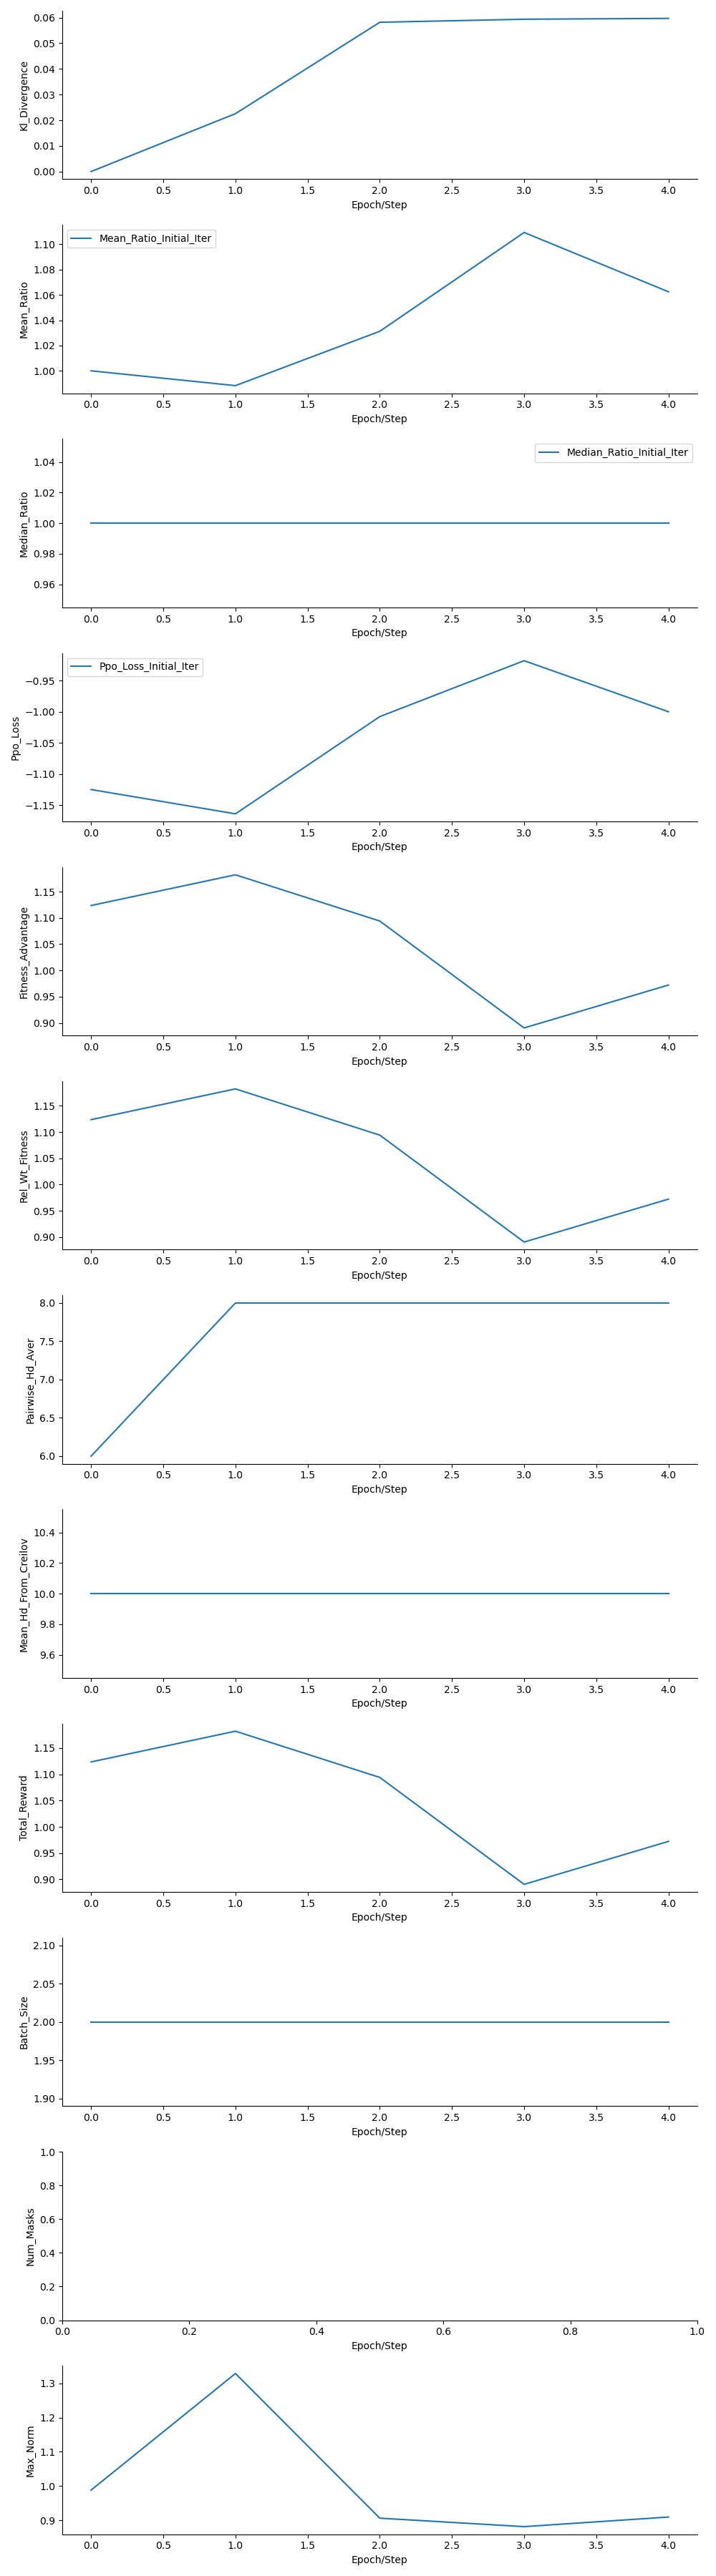 0.06
0.05
0.04
0.03
0.02
0.01
0.00
Kl_Divergence
0.0 0.5 1.0 1.5 2.0 2.5 3.0 3.5 4.0
Epoch/Step
Mean_Ratio_Initial_Iter
1.10
1.08
1.06
1.04
1.02
1.00
Mean_Ratio
0.0 0.5 1.0 1.5 2.0 2.5 3.0 3.5 4.0
Epoch/Step
Median_Ratio_Initial_Iter
1.04
1.02
1.00
0.98
0.96
Median_Ratio
0.0 0.5 1.0 1.5 2.0 2.5 3.0 3.5 4.0
Epoch/Step
Ppo_Loss_Initial_Iter
−0.95
−1.00
−1.05
−1.10
−1.15
Ppo_Loss
0.0 0.5 1.0 1.5 2.0 2.5 3.0 3.5 4.0
Epoch/Step
1.15
1.10
1.05
1.00
0.95
0.90
Fitness_Advantage
0.0 0.5 1.0 1.5 2.0 2.5 3.0 3.5 4.0
Epoch/Step
1.15
1.10
1.05
1.00
0.95
0.90
Rel_Wt_Fitness
0.0 0.5 1.0 1.5 2.0 2.5 3.0 3.5 4.0
Epoch/Step
8.0
7.5
7.0
6.5
6.0
Pairwise_Hd_Aver
0.0 0.5 1.0 1.5 2.0 2.5 3.0 3.5 4.0
Epoch/Step
10.4
10.2
10.0
9.8
9.6
Mean_Hd_From_Creilov
0.0 0.5 1.0 1.5 2.0 2.5 3.0 3.5 4.0
Epoch/Step
1.15
1.10
1.05
1.00
0.95
0.90
Total_Reward
0.0 0.5 1.0 1.5 2.0 2.5 3.0 3.5 4.0
Epoch/Step
2.10
2.05
2.00
1.95
1.90
Batch_Size
0.0 0.5 1.0 1.5 2.0 2.5 3.0 3.5 4.0
Epoch/Step
1.0
0.8
0.6
0.4
0.2
0.0
Num_Masks
0.0 0.2 0.4 0.6 0.8 1.0
Epoch/Step
1.3
1.2
1.1
1.0
0.9
Max_Norm
0.0 0.5 1.0 1.5 2.0 2.5 3.0 3.5 4.0
Epoch/Step